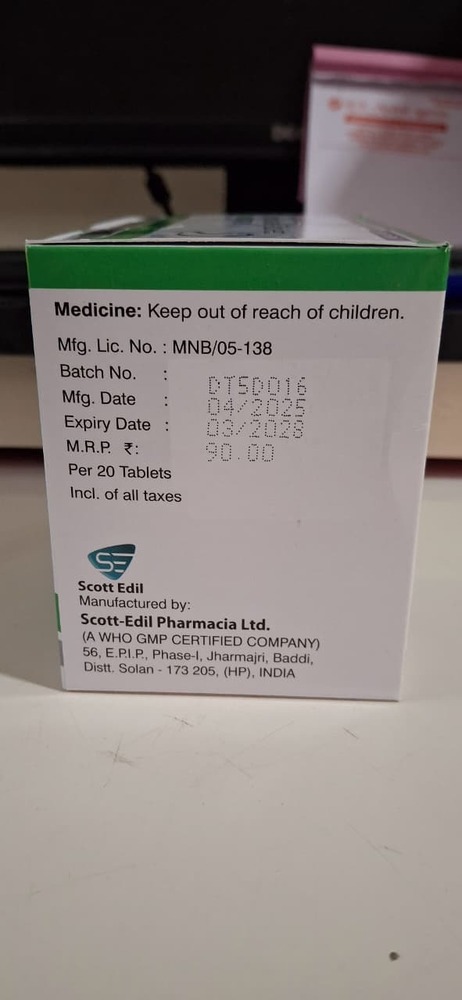 Medicine: Keep out of reach of children.
Mfg. Lic. No. : MNB/05-138
Batch No. : DT5D016
Mfg. Date : 04/2025
Expiry Date : 03/2028
M.R.P. ₹: 90.00
Per 20 Tablets
Incl. of all taxes
SE
Scott Edil
Manufactured by:
Scott-Edil Pharmacia Ltd.
(A WHO GMP CERTIFIED COMPANY)
56, E.P.I.P., Phase-I, Jharmajri, Baddi,
Distt. Solan - 173 205, (HP), INDIA